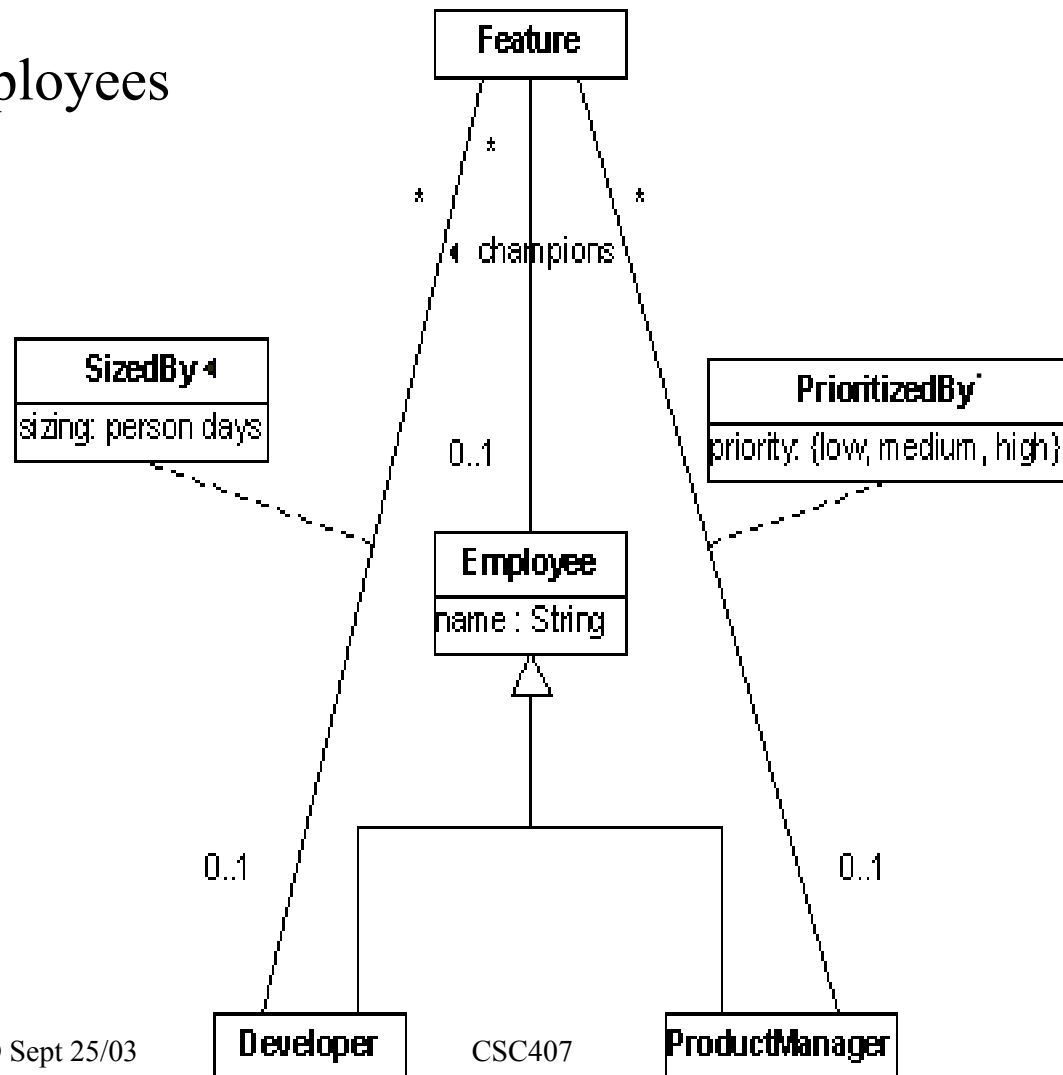 Feature
ployees
*
*
*
◄ champions
SizedBy ◄
sizing: person days
PrioritizedBy
priority: {low, medium, high}
0..1
Employee
name : String
0..1
0..1
Sept 25/03
Developer
CSC407
ProductManager